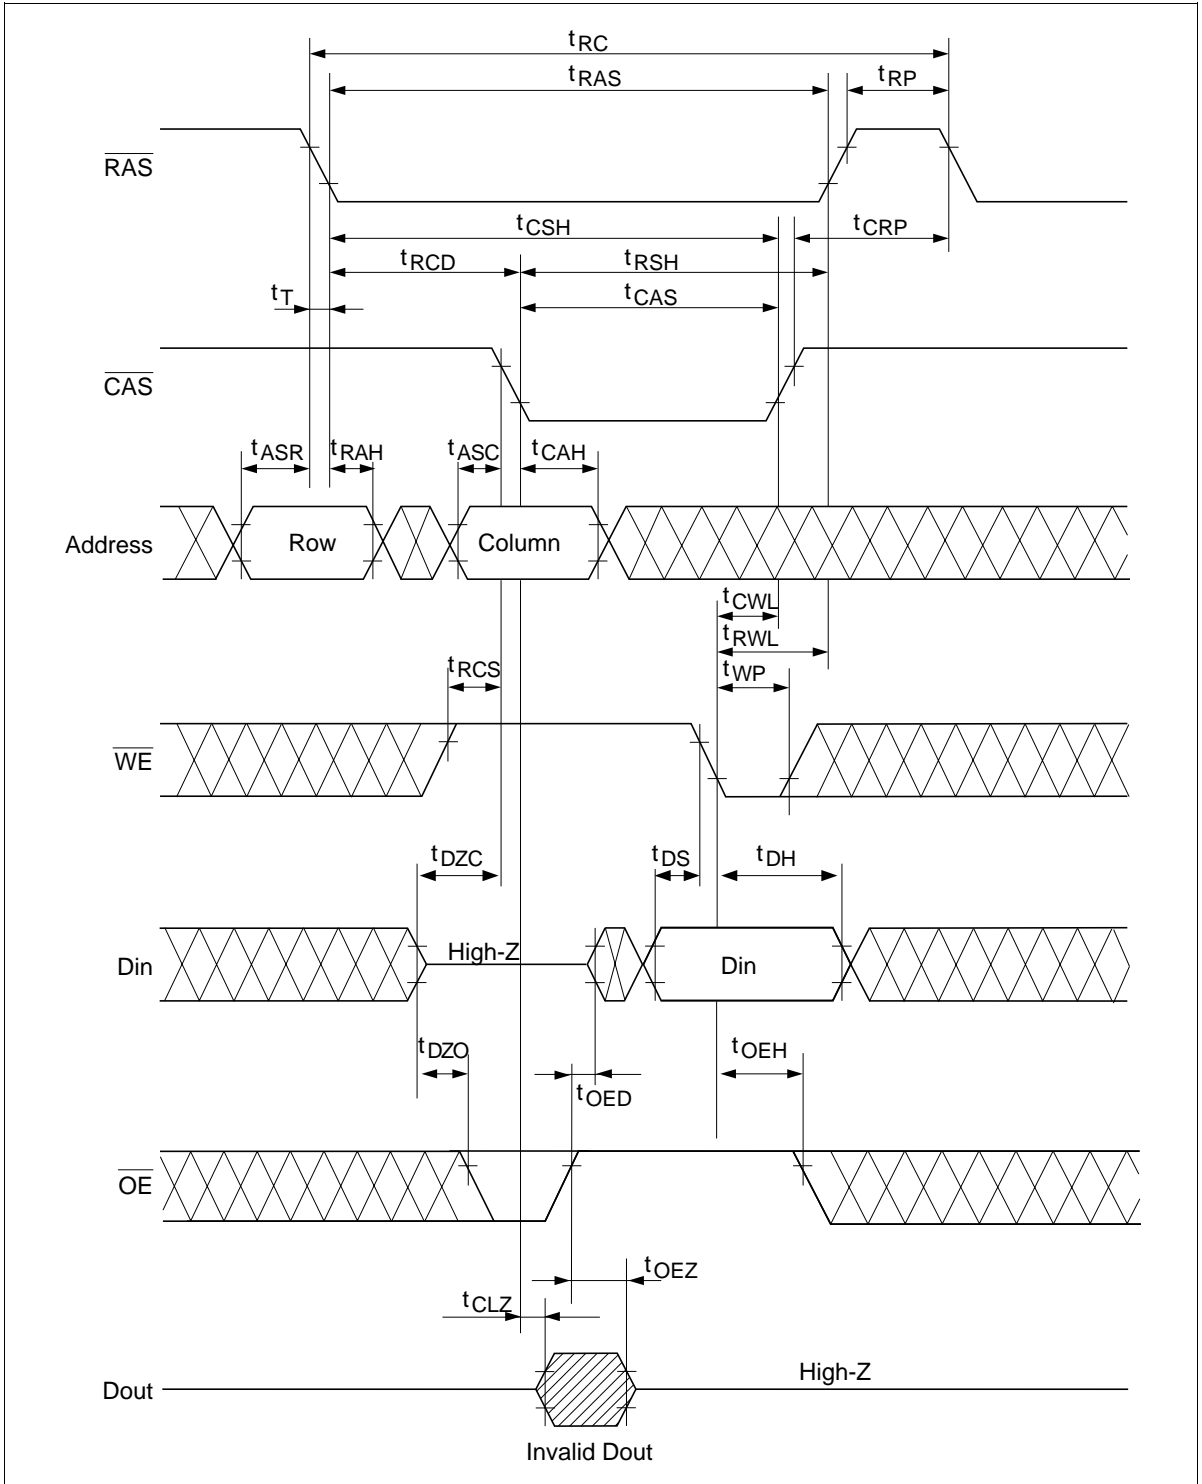 tRC
tRAS
tRP
RAS
tCSH
tCRP
tRCD
tRSH
tT
tCAS
CAS
tASR
tRAH
tASC
tCAH
Address
Row
Column
tCWL
tRWL
tRCS
tWP
WE
tDZC
tDS
tDH
High-Z
Din
Din
tDZO
tOEH
tOED
OE
tOEZ
tCLZ
High-Z
Dout
Invalid Dout